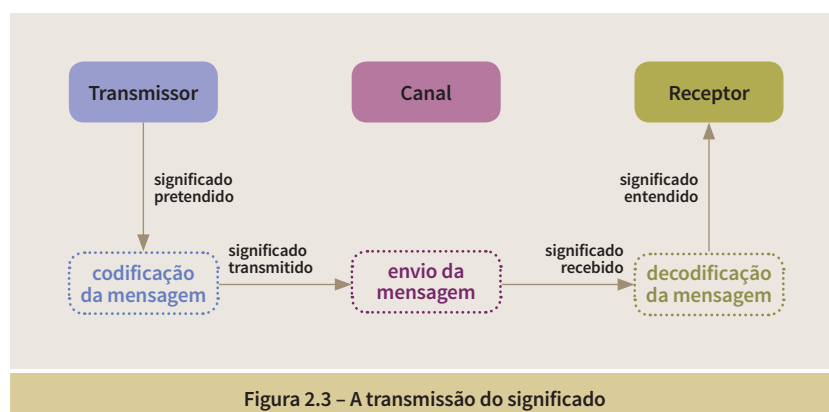 Transmissor
Canal
Receptor
significado
pretendido
significado
entendido
codificação
da mensagem
significado
transmitido
envio da
mensagem
significado
recebido
decodificação
da mensagem
Figura 2.3 – A transmissão do significado